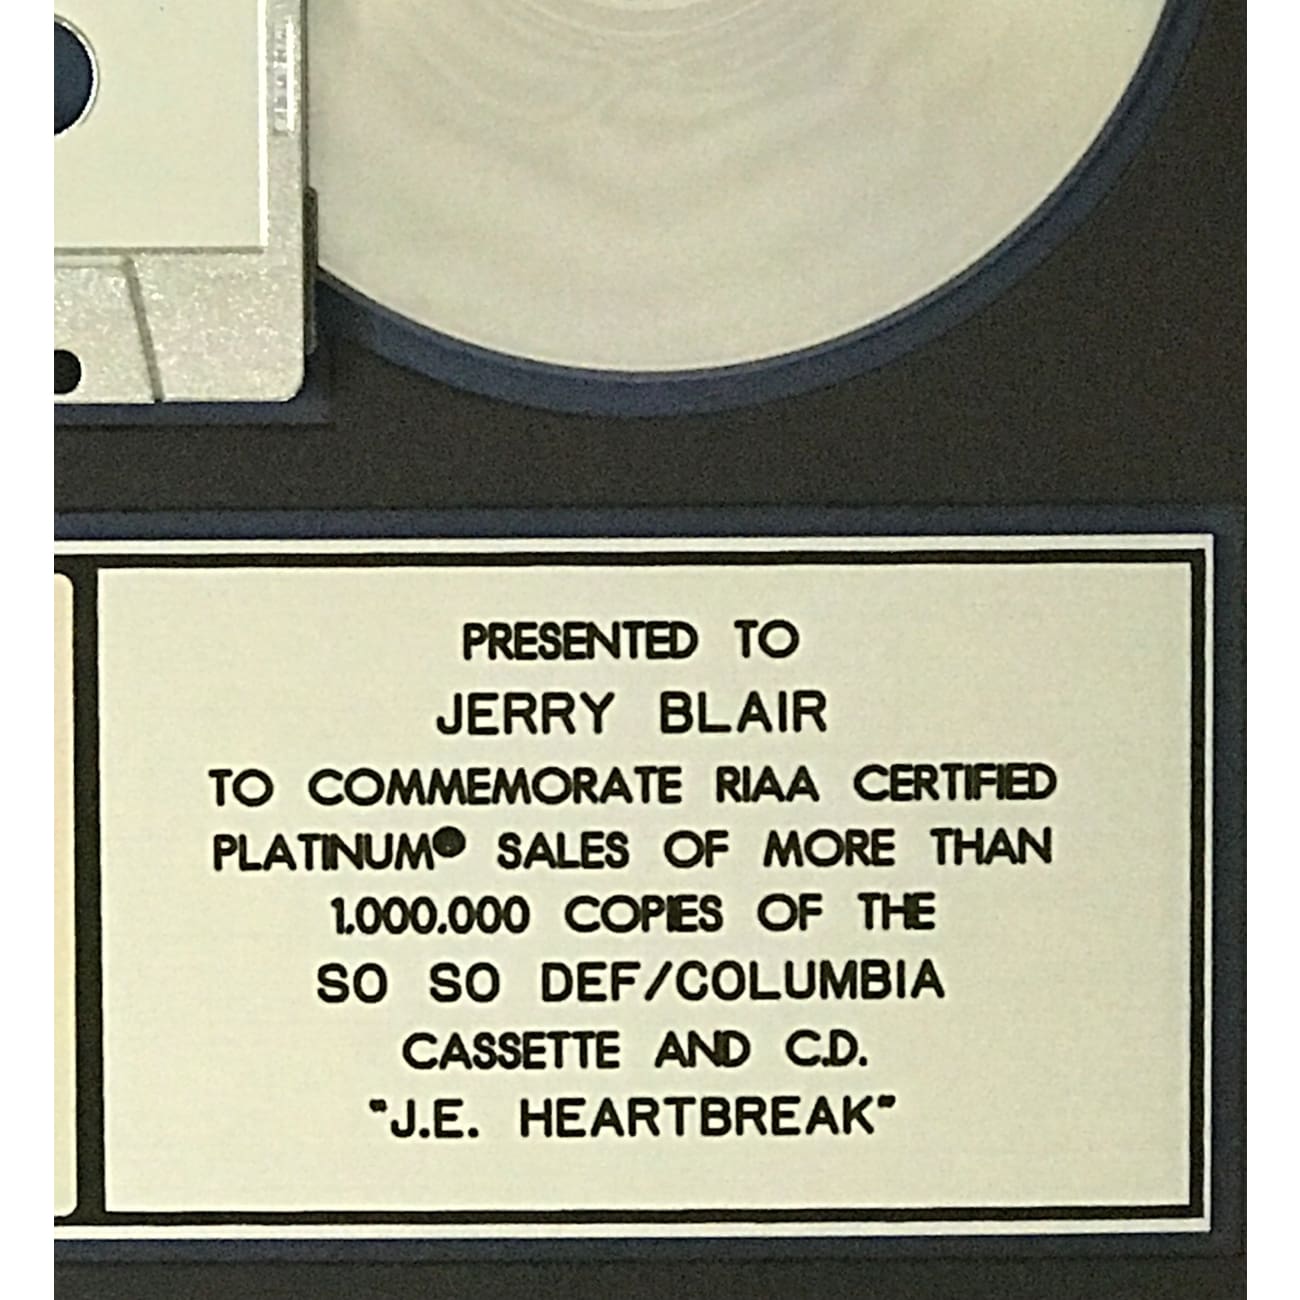 PRESENTED TO
JERRY BLAIR
TO COMMEMORATE RIAA CERTIFIED
PLATINUM® SALES OF MORE THAN
1.000.000 COPIES OF THE
SO SO DEF/COLUMBIA
CASSETTE AND C.D.
"J.E. HEARTBREAK"